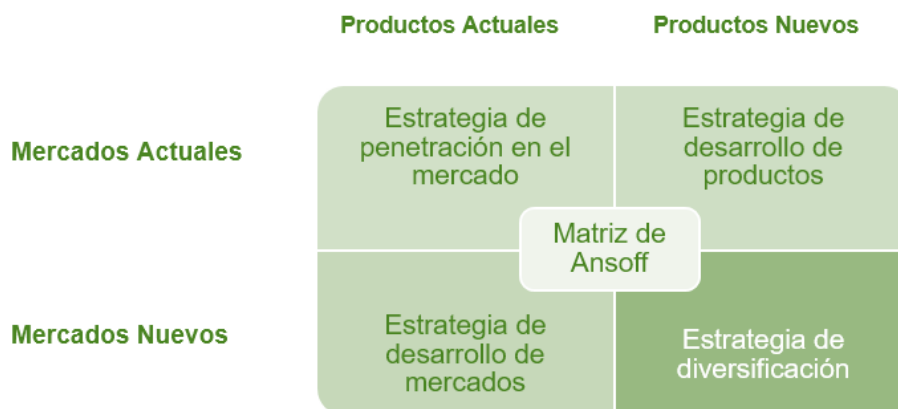 Productos Actuales
Productos Nuevos
Mercados Actuales
Estrategia de
penetración en el
mercado
Estrategia de
desarrollo de
productos
Matriz de
Ansoff
Mercados Nuevos
Estrategia de
desarrollo de
mercados
Estrategia de
diversificación